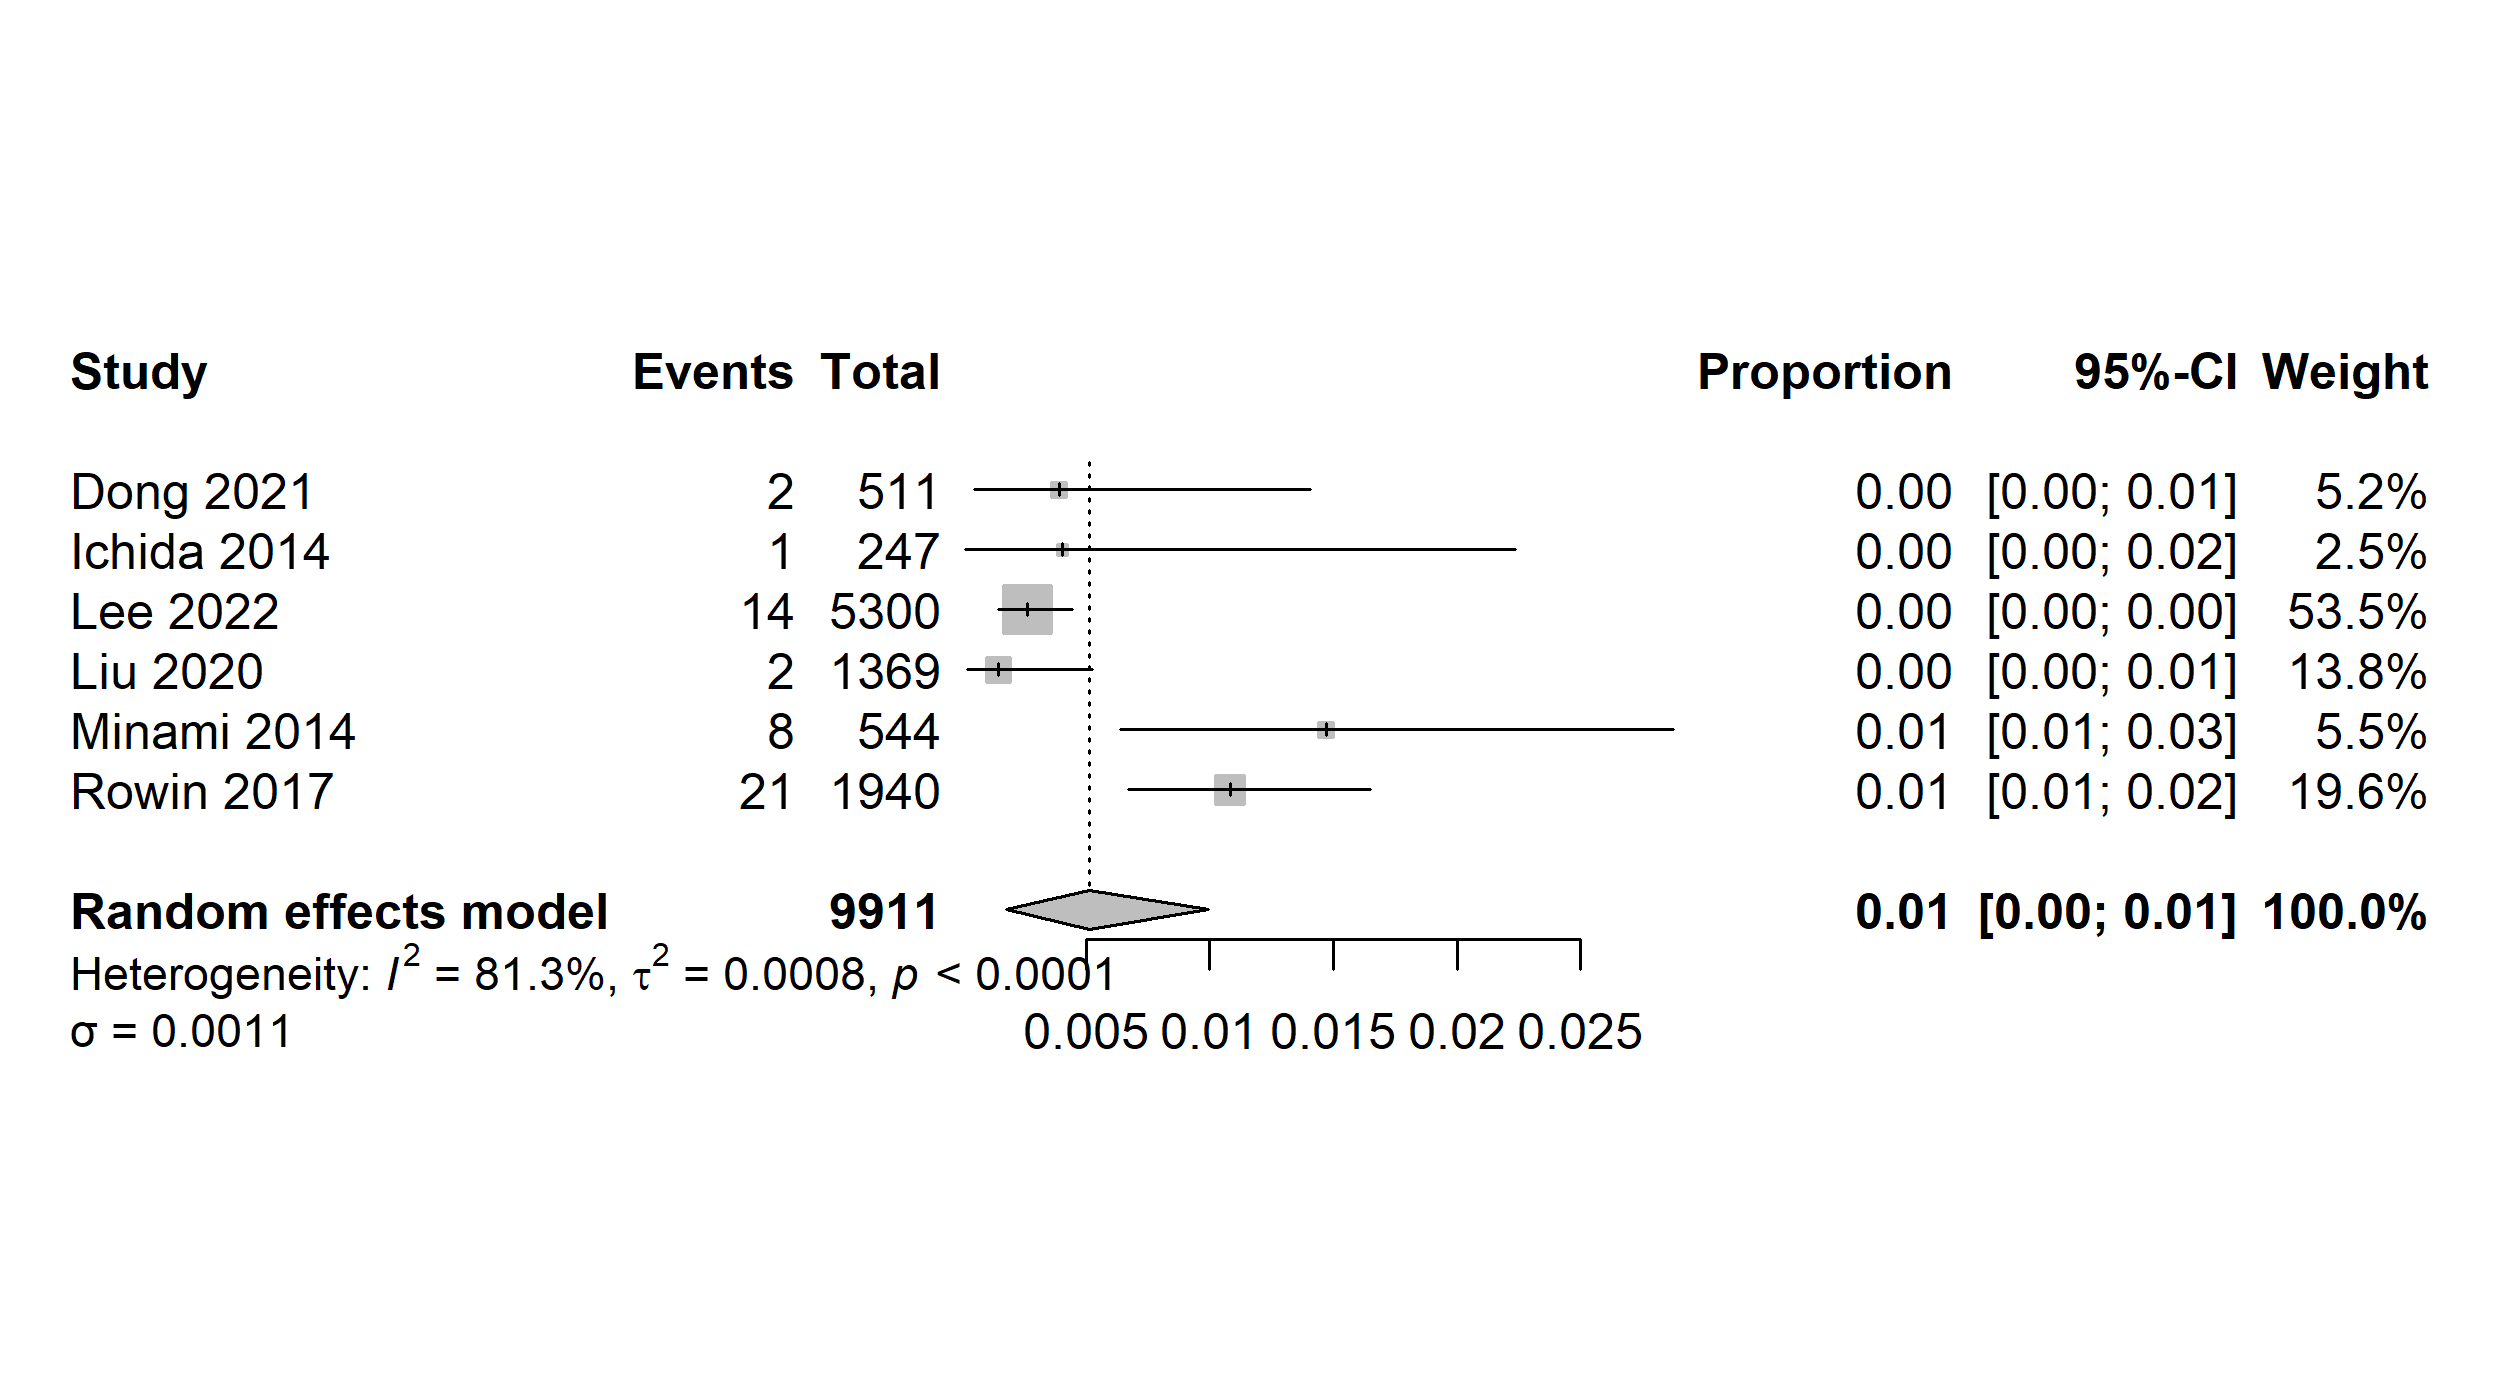 Study Events Total Proportion 95%-CI Weight
Dong 2021 2 511 0.00 [0.00; 0.01] 5.2%
Ichida 2014 1 247 0.00 [0.00; 0.02] 2.5%
Lee 2022 14 5300 0.00 [0.00; 0.00] 53.5%
Liu 2020 2 1369 0.00 [0.00; 0.01] 13.8%
Minami 2014 8 544 0.01 [0.01; 0.03] 5.5%
Rowin 2017 21 1940 0.01 [0.01; 0.02] 19.6%
Random effects model 9911 0.01 [0.00; 0.01] 100.0%
Heterogeneity: I² = 81.3%, τ² = 0.0008, p < 0.0001
σ = 0.0011 0.005 0.01 0.015 0.02 0.025